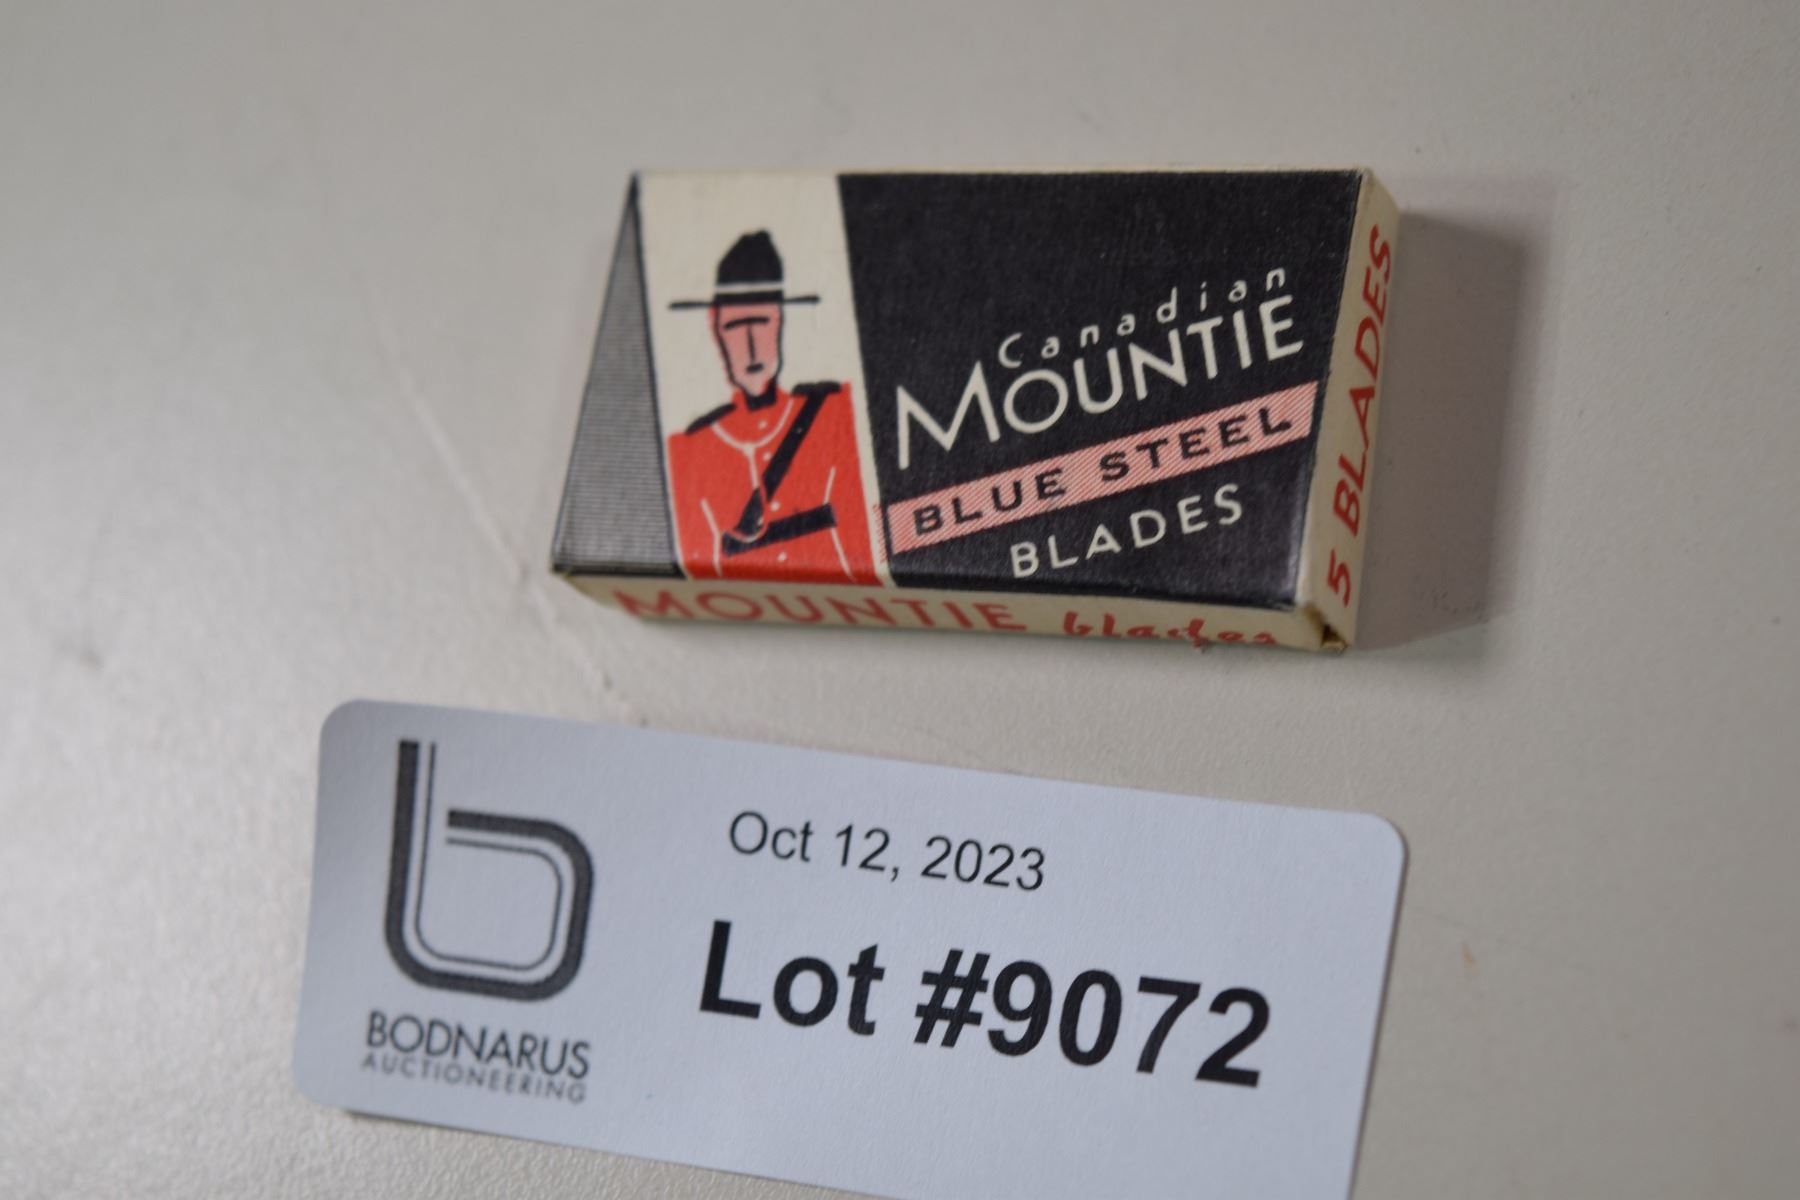 Canadian
MOUNTIE
BLUE STEEL
BLADES
5 BLADES
MOUNTIE blades
Oct 12, 2023
Lot #9072
b
BODNARUS
AUCTIONEERING